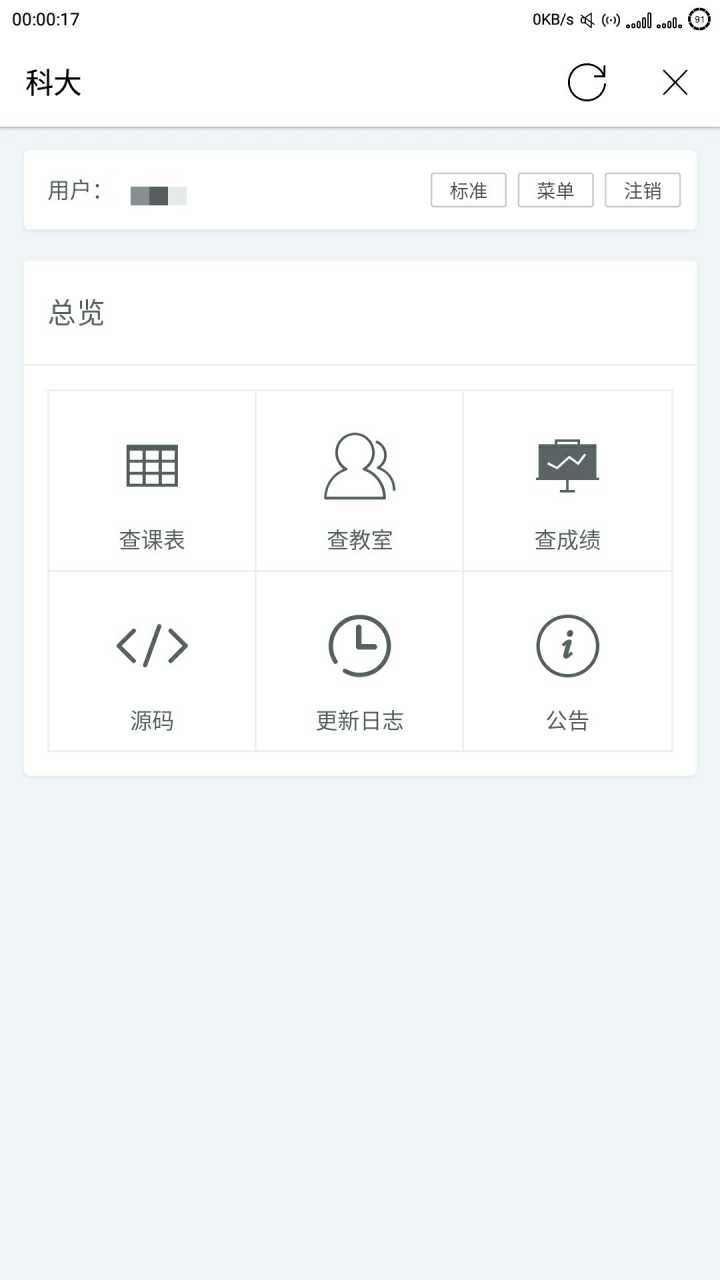 00:00:17 0KB/s 91
科大
用户： 标准 菜单 注销
总览
查课表 查教室 查成绩
源码 更新日志 公告